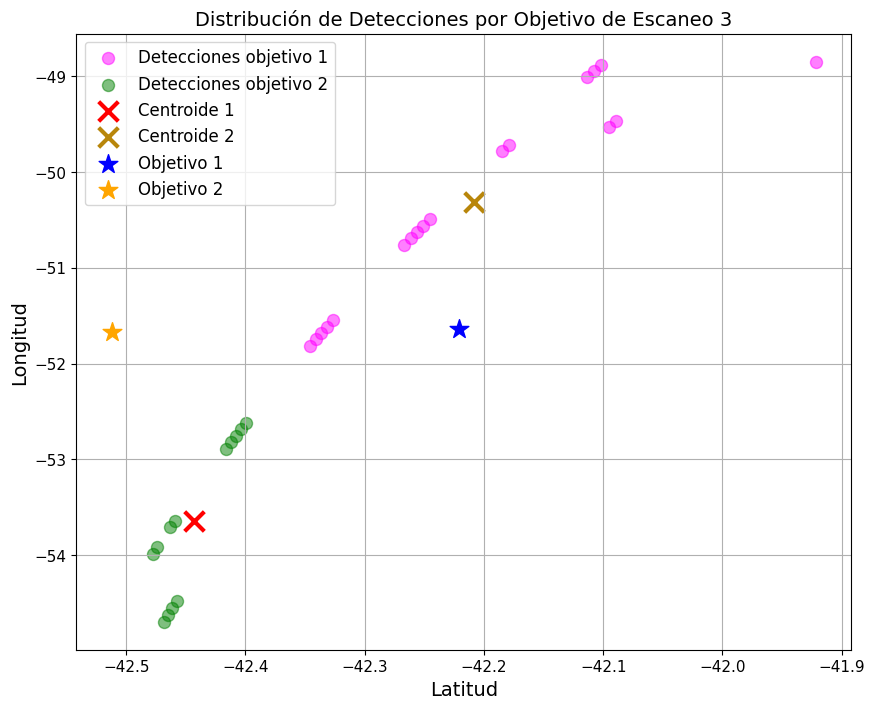 Distribución de Detecciones por Objetivo de Escaneo 3
Detecciones objetivo 1
Detecciones objetivo 2
Centroide 1
Centroide 2
Objetivo 1
Objetivo 2
Longitud
−49
−50
−51
−52
−53
−54
−42.5
−42.4
−42.3
−42.2
−42.1
−42.0
−41.9
Latitud